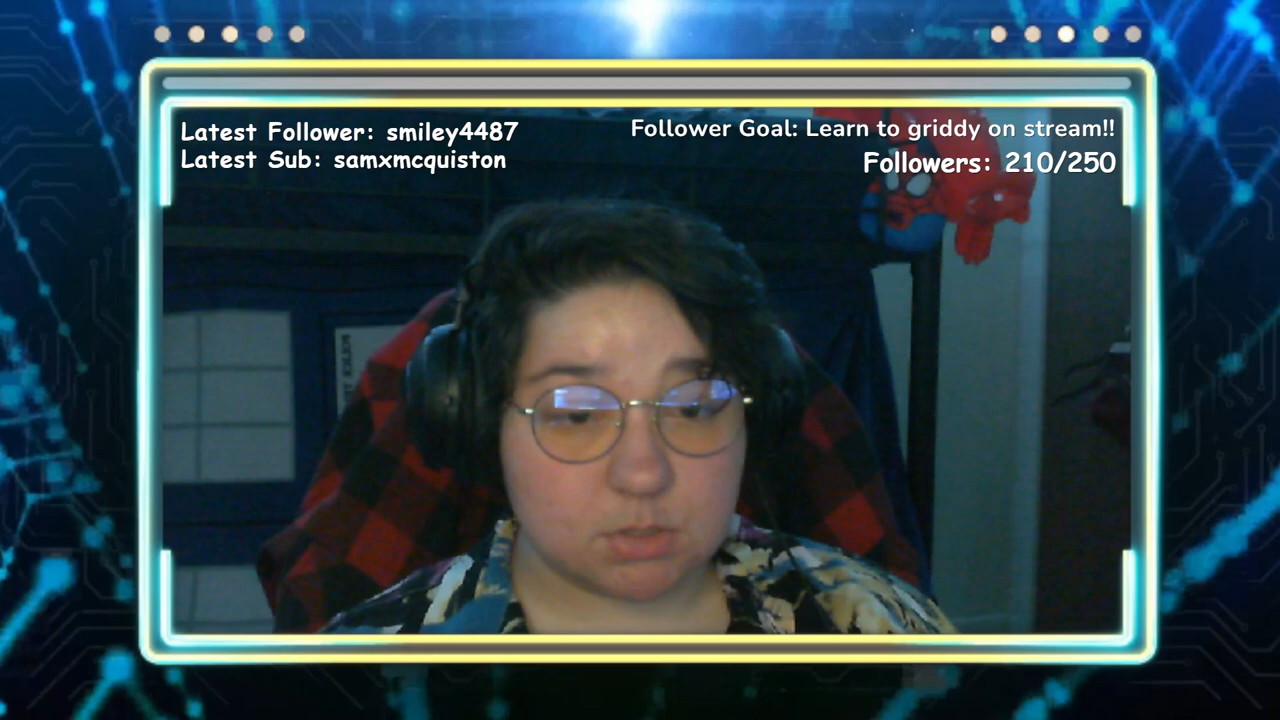 Latest Follower: smiley4487
Latest Sub: samxmcquiston
Follower Goal: Learn to griddy on stream!!
Followers: 210/250